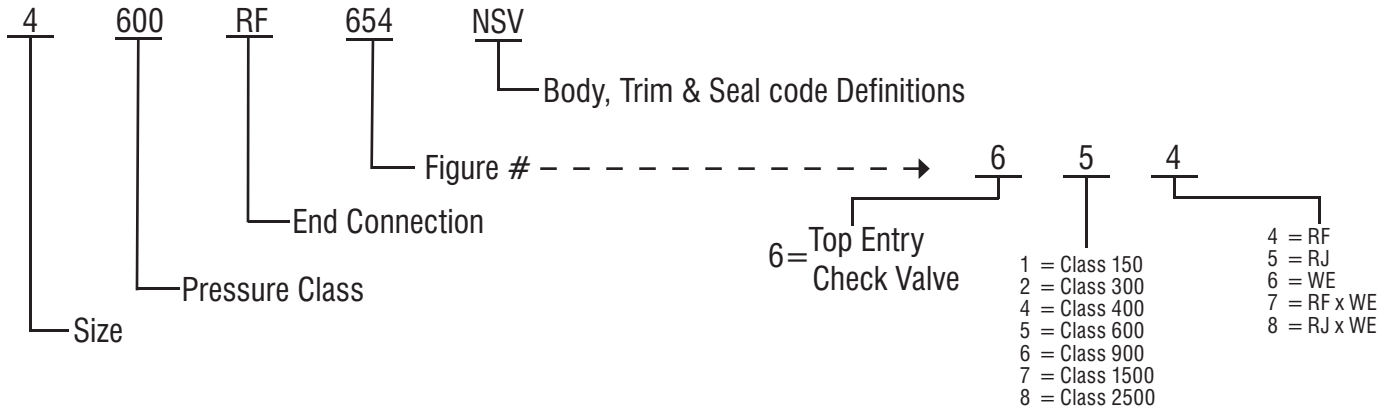 4 600 RF 654 NSV
Body, Trim & Seal code Definitions
Figure #
6 5 4
End Connection
6= Top Entry
Check Valve
Pressure Class
Size
1 = Class 150
2 = Class 300
4 = Class 400
5 = Class 600
6 = Class 900
7 = Class 1500
8 = Class 2500
4 = RF
5 = RJ
6 = WE
7 = RF x WE
8 = RJ x WE